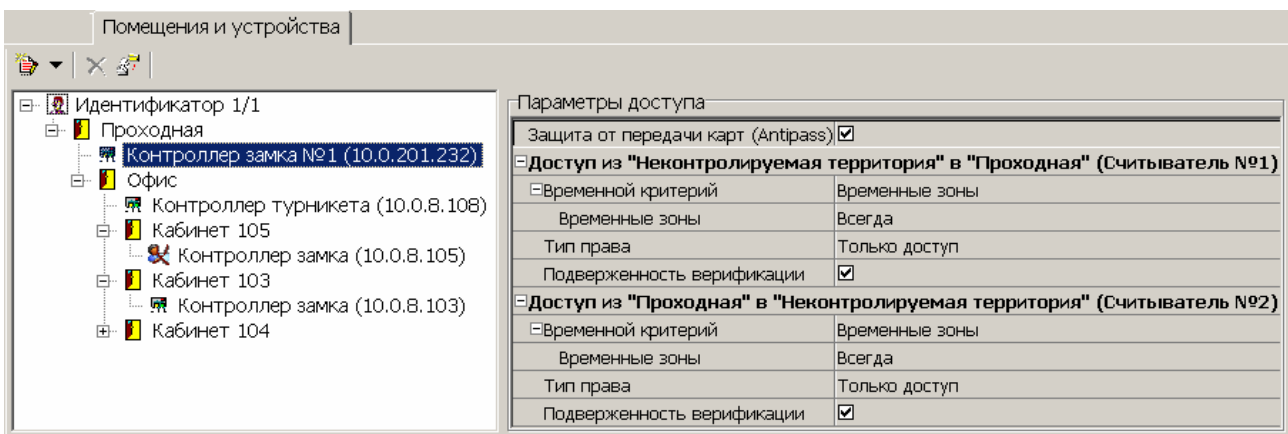 Помещения и устройства
Идентификатор 1/1
Проходная
Контроллер замка №1 (10.0.201.232)
Офис
Контроллер турникета (10.0.8.108)
Кабинет 105
Контроллер замка (10.0.8.105)
Кабинет 103
Контроллер замка (10.0.8.103)
Кабинет 104
Параметры доступа
Защита от передачи карт (Antipass)
Доступ из "Неконтролируемая территория" в "Проходная" (Считыватель №1)
Временной критерий Временные зоны
Временные зоны Всегда
Тип права Только доступ
Подверженность верификации
Доступ из "Проходная" в "Неконтролируемая территория" (Считыватель №2)
Временной критерий Временные зоны
Временные зоны Всегда
Тип права Только доступ
Подверженность верификации